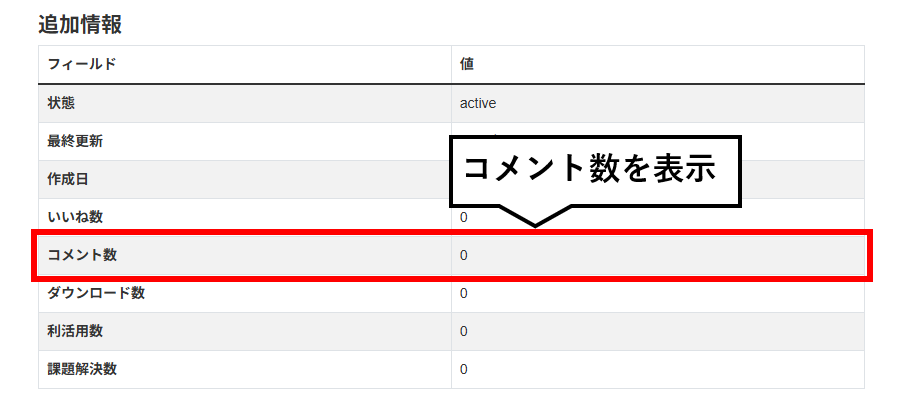 追加情報
フィールド 値
状態 active
最終更新
コメント数を表示
作成日
いいね数 0
コメント数 0
ダウンロード数 0
利活用数 0
課題解決数 0